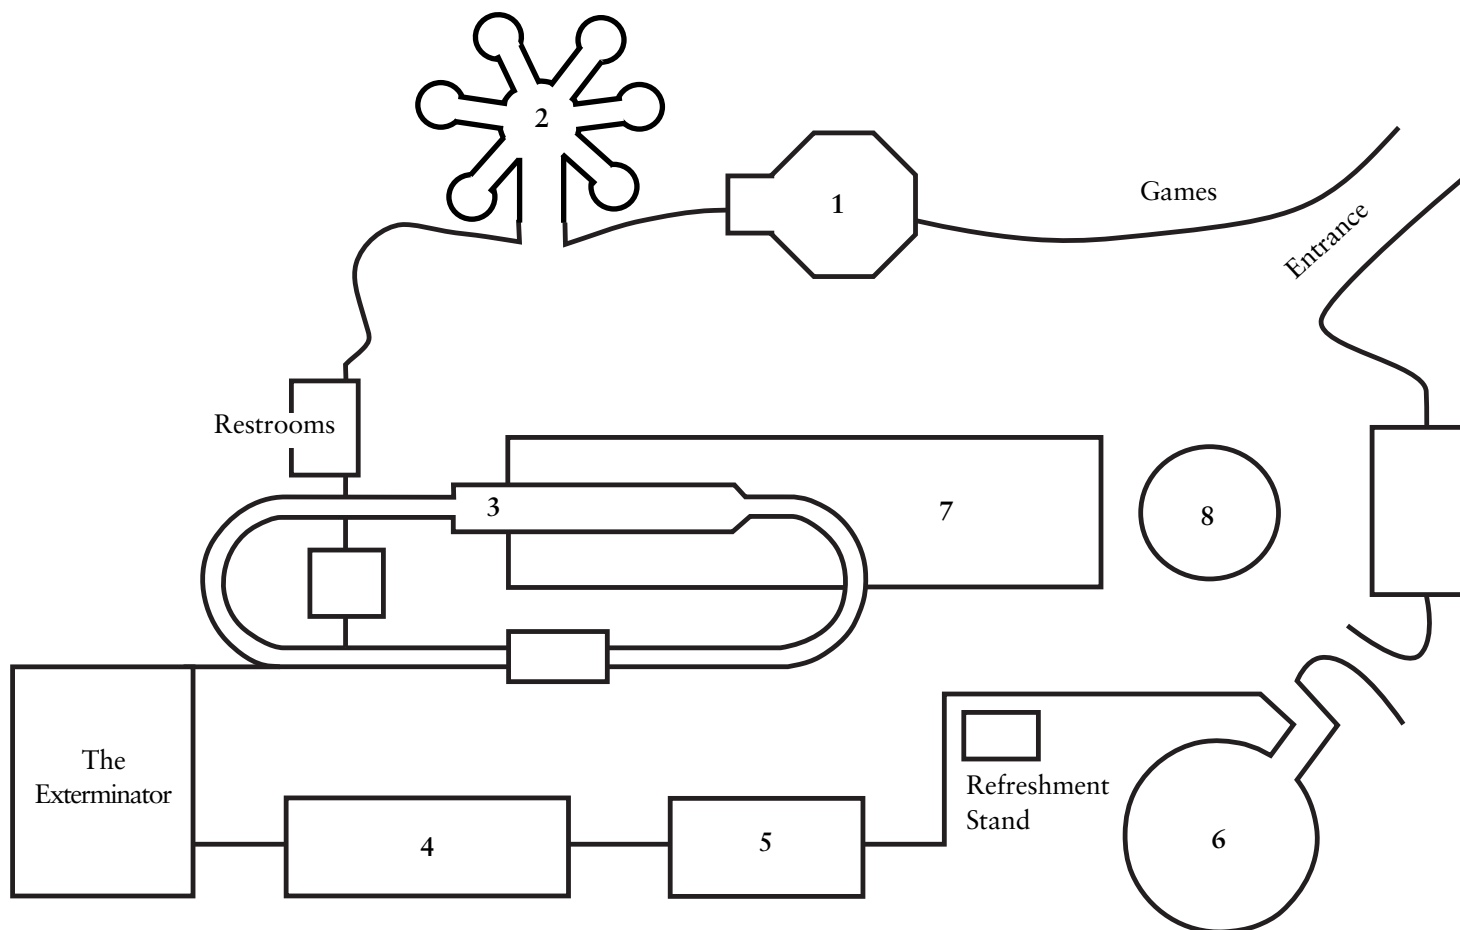 2
1
Games
Entrance
Restrooms
3
7
8
The
Exterminator
Refreshment
Stand
4
5
6